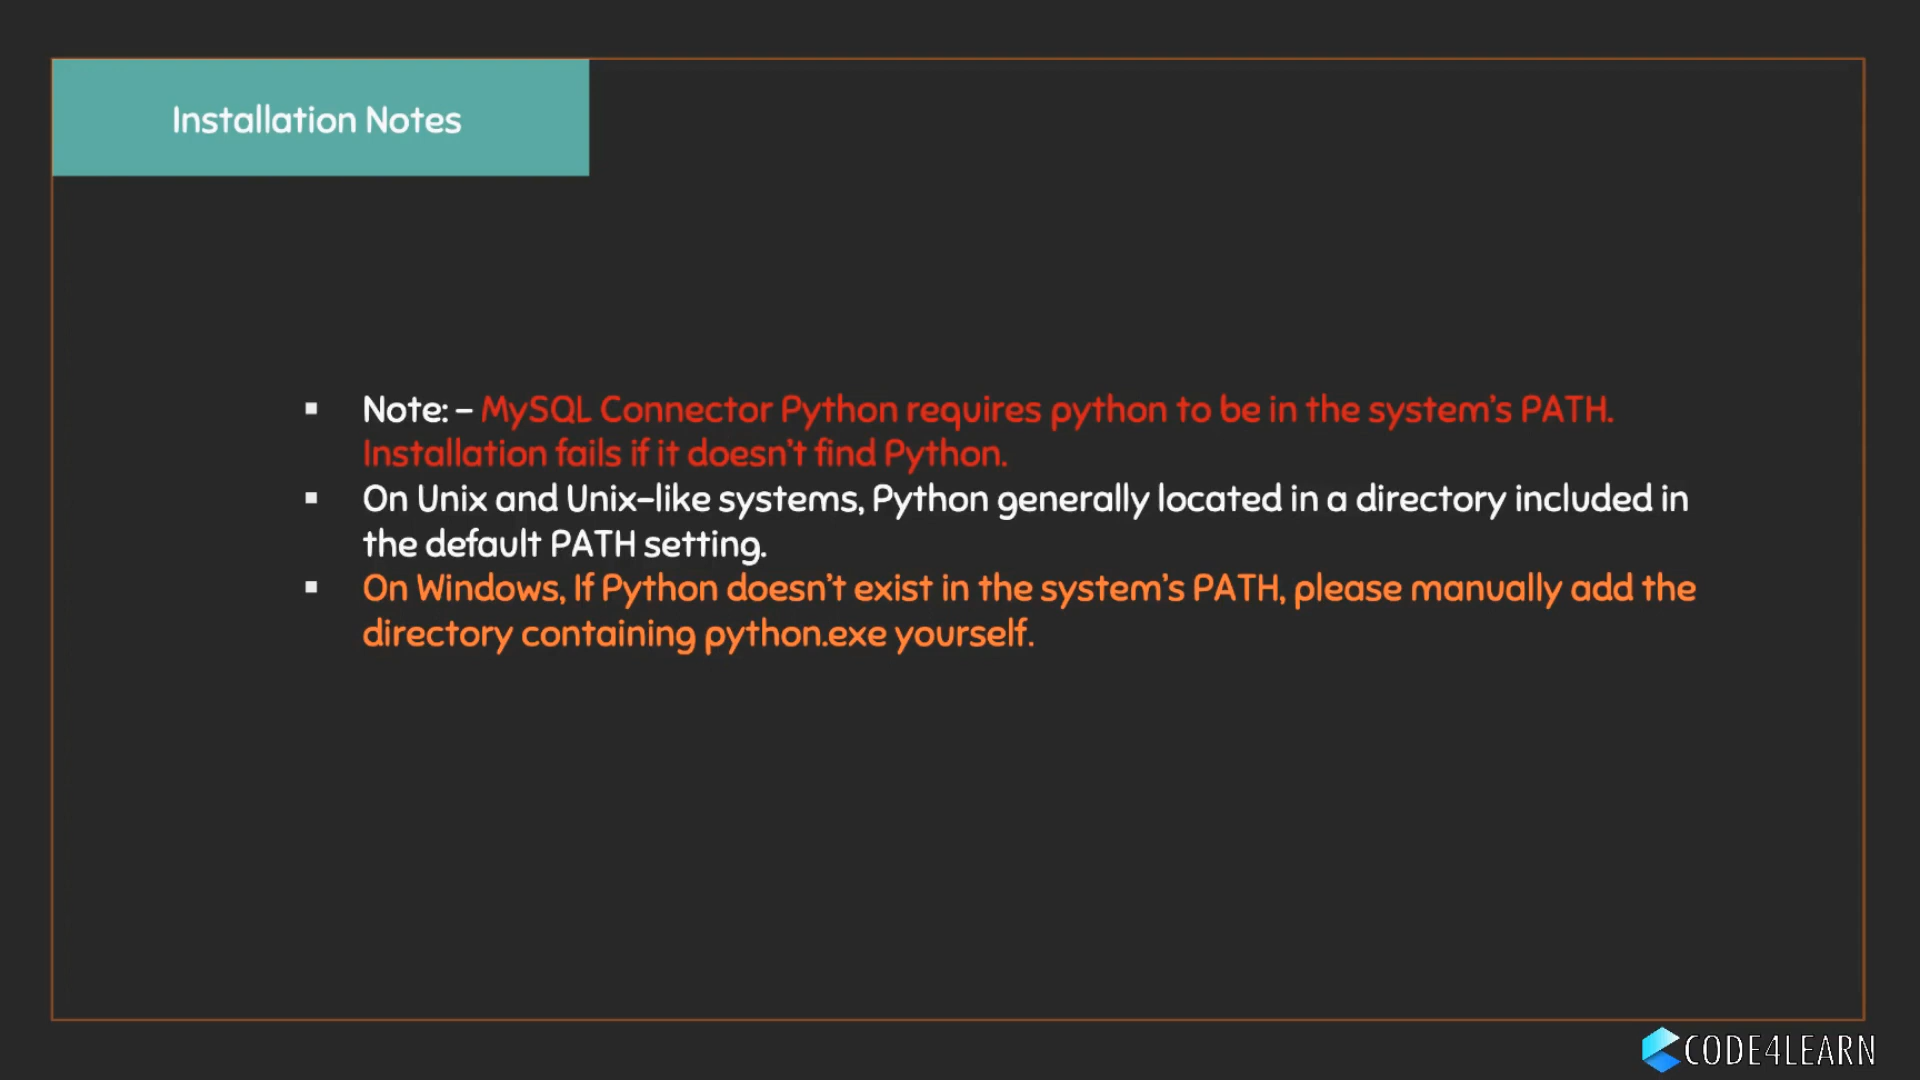 Installation Notes
▪ Note: – MySQL Connector Python requires python to be in the system’s PATH.
Installation fails if it doesn’t find Python.
▪ On Unix and Unix-like systems, Python generally located in a directory included in
the default PATH setting.
▪ On Windows, If Python doesn’t exist in the system’s PATH, please manually add the
directory containing python.exe yourself.
CODE4LEARN